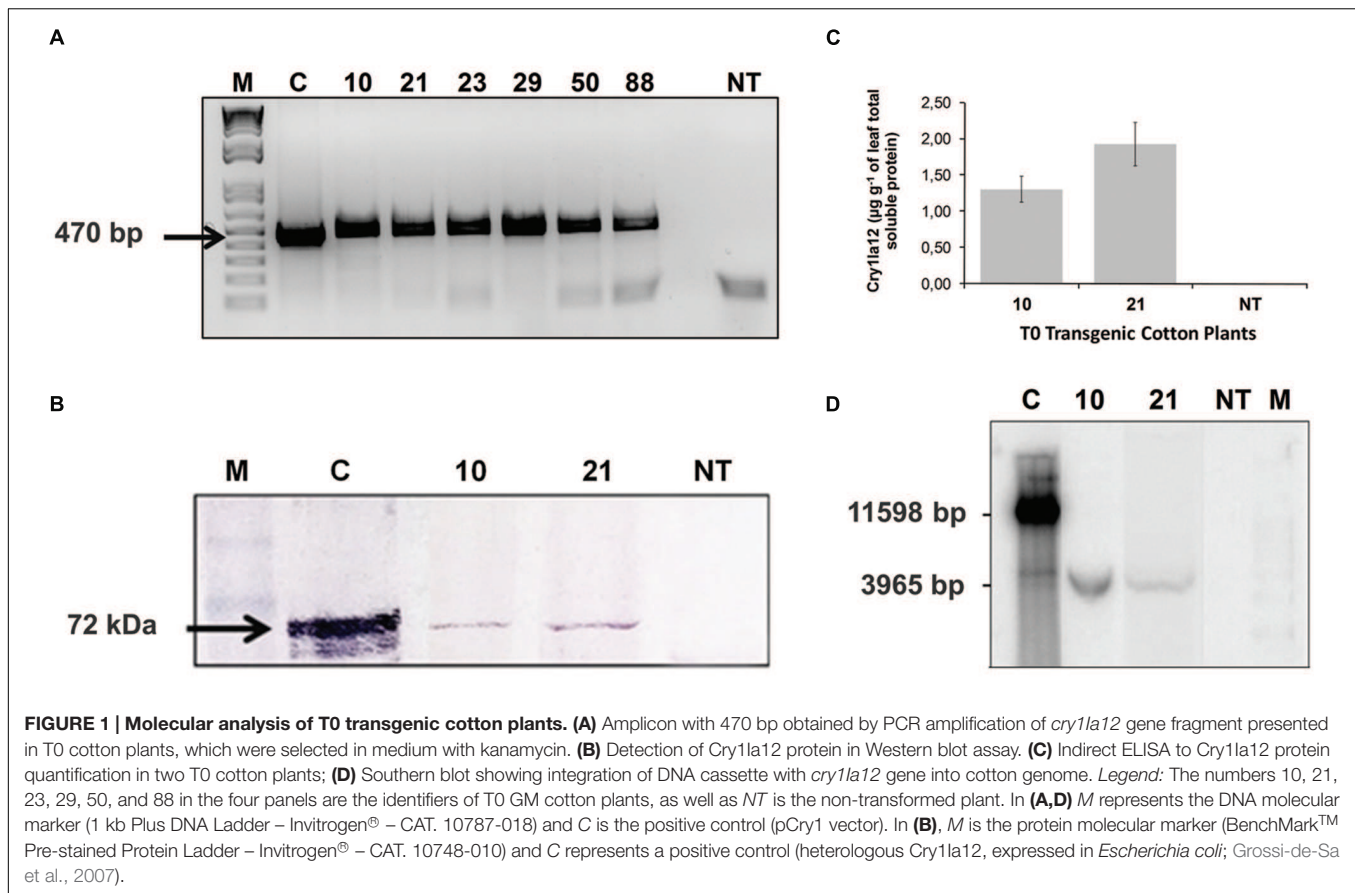 A
M C 10 21 23 29 50 88 NT
470 bp
C
Cry1Ia12 (µg g⁻¹ of leaf total
soluble protein)
2,50
2,00
1,50
1,00
0,50
0,00
10 21 NT
T0 Transgenic Cotton Plants
B
M C 10 21 NT
72 kDa
D
C 10 21 NT M
11598 bp
3965 bp
FIGURE 1 | Molecular analysis of T0 transgenic cotton plants. (A) Amplicon with 470 bp obtained by PCR amplification of cry1Ia12 gene fragment presented
in T0 cotton plants, which were selected in medium with kanamycin. (B) Detection of Cry1Ia12 protein in Western blot assay. (C) Indirect ELISA to Cry1Ia12 protein
quantification in two T0 cotton plants; (D) Southern blot showing integration of DNA cassette with cry1Ia12 gene into cotton genome. Legend: The numbers 10, 21,
23, 29, 50, and 88 in the four panels are the identifiers of T0 GM cotton plants, as well as NT is the non-transformed plant. In (A,D) M represents the DNA molecular
marker (1 kb Plus DNA Ladder – Invitrogen® – CAT. 10787-018) and C is the positive control (pCry1 vector). In (B), M is the protein molecular marker (BenchMark™
Pre-stained Protein Ladder – Invitrogen® – CAT. 10748-010) and C represents a positive control (heterologous Cry1Ia12, expressed in Escherichia coli; Grossi-de-Sa
et al., 2007).